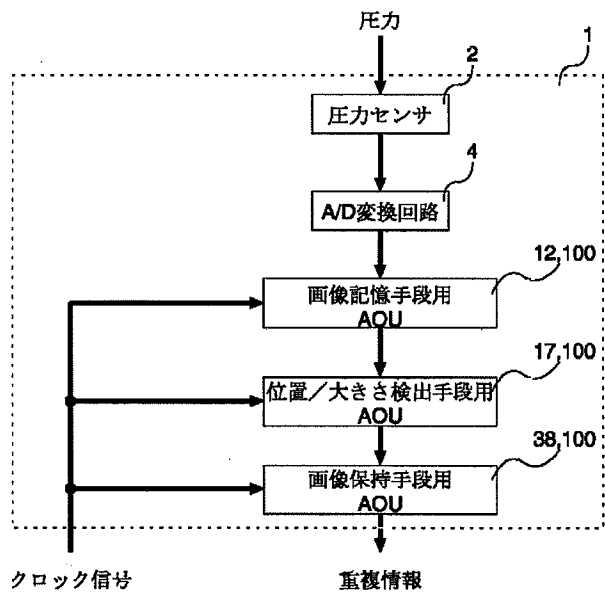 圧力
1
2
圧力センサ
4
A/D変換回路
12,100
画像記憶手段用
AOU
17,100
位置／大きさ検出手段用
AOU
38,100
画像保持手段用
AOU
クロック信号
重複情報